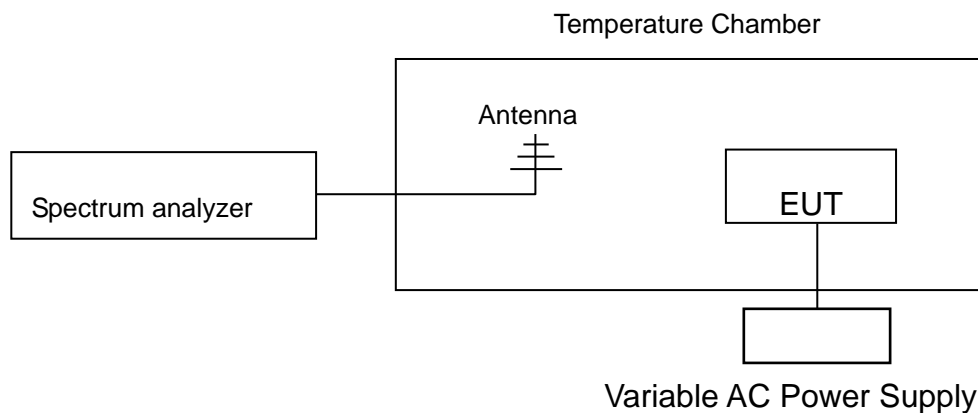 Temperature Chamber
Antenna
Spectrum analyzer
EUT
Variable AC Power Supply